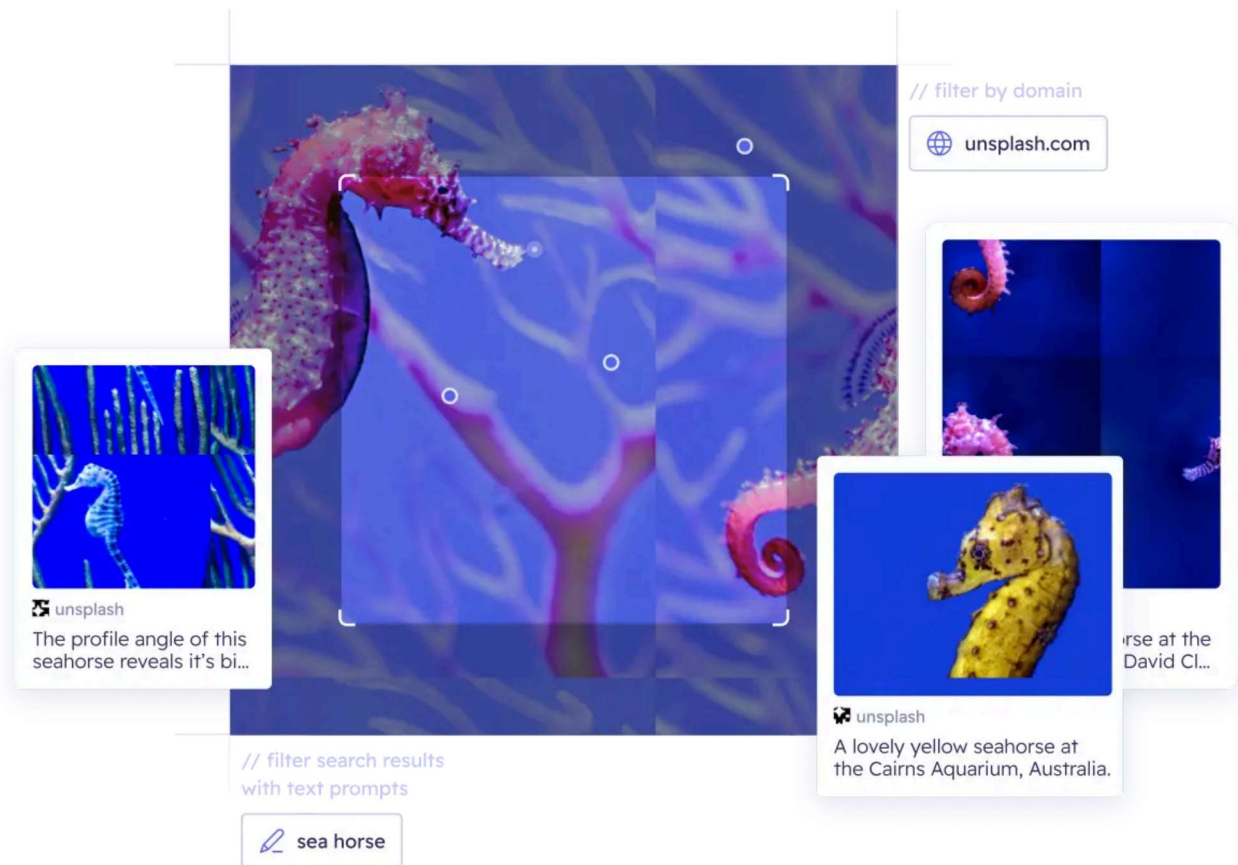 // filter by domain
unsplash.com
unsplash
The profile angle of this
seahorse reveals it's bi...
rse at the
David Cl...
unsplash
A lovely yellow seahorse at
the Cairns Aquarium, Australia.
// filter search results
with text prompts
sea horse